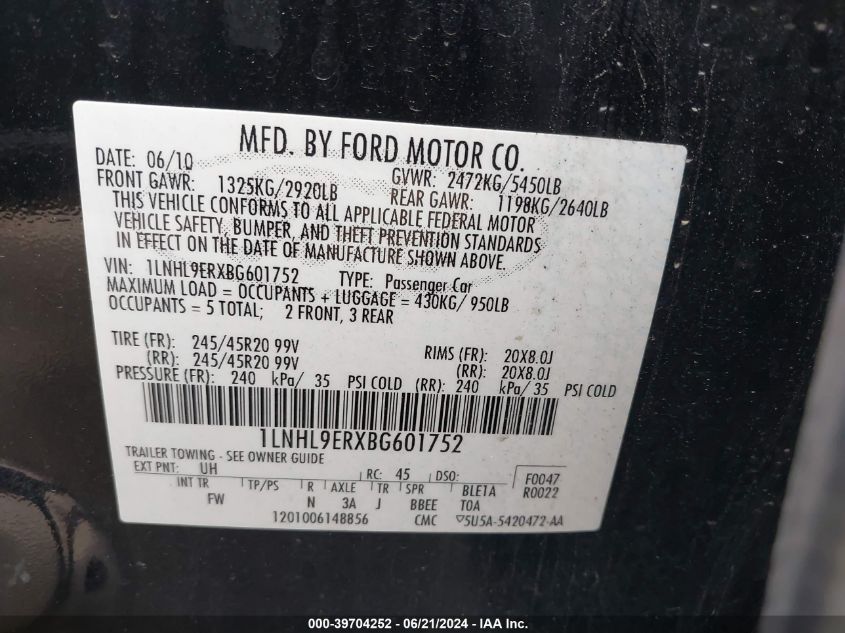 MFD. BY FORD MOTOR CO.
DATE: 06/10 GVWR: 2472KG/5450LB
FRONT GAWR: 1325KG/2920LB REAR GAWR: 1198KG/2640LB
THIS VEHICLE CONFORMS TO ALL APPLICABLE FEDERAL MOTOR
VEHICLE SAFETY, BUMPER, AND THEFT PREVENTION STANDARDS
IN EFFECT ON THE DATE OF MANUFACTURE SHOWN ABOVE.
VIN: 1LNHL9ERXBG601752 TYPE: Passenger Car
MAXIMUM LOAD = OCCUPANTS + LUGGAGE = 430KG/ 950LB
OCCUPANTS = 5 TOTAL; 2 FRONT, 3 REAR
TIRE (FR): 245/45R20 99V RIMS (FR): 20X8.0J
(RR): 245/45R20 99V (RR): 20X8.0J
PRESSURE (FR): 240 kPa/ 35 PSI COLD (RR): 240 kPa/ 35 PSI COLD
1LNHL9ERXBG601752
TRAILER TOWING - SEE OWNER GUIDE
EXT PNT: UH RC: 45 DSO: F0047
INT TR TP/PS R AXLE TR SPR BLE1A R0022
FW N 3A J BBEE T0A
1201006148856 CMC ▽5U5A-5420472-AA
000-39704252 - 06/21/2024 - IAAI.com